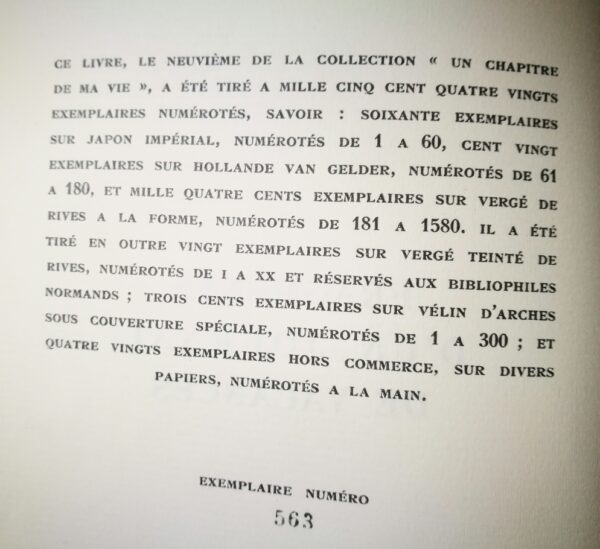 CE LIVRE, LE NEUVIÈME DE LA COLLECTION « UN CHAPITRE
DE MA VIE », A ÉTÉ TIRÉ A MILLE CINQ CENT QUATRE VINGTS
EXEMPLAIRES NUMÉROTÉS, SAVOIR : SOIXANTE EXEMPLAIRES
SUR JAPON IMPÉRIAL, NUMÉROTÉS DE 1 A 60, CENT VINGT
EXEMPLAIRES SUR HOLLANDE VAN GELDER, NUMÉROTÉS DE 61
A 180, ET MILLE QUATRE CENTS EXEMPLAIRES SUR VERGÉ DE
RIVES A LA FORME, NUMÉROTÉS DE 181 A 1580. IL A ÉTÉ
TIRÉ EN OUTRE VINGT EXEMPLAIRES SUR VERGÉ TEINTÉ DE
RIVES, NUMÉROTÉS DE I A XX ET RÉSERVÉS AUX BIBLIOPHILES
NORMANDS ; TROIS CENTS EXEMPLAIRES SUR VÉLIN D'ARCHES
SOUS COUVERTURE SPÉCIALE, NUMÉROTÉS DE 1 A 300 ; ET
QUATRE VINGTS EXEMPLAIRES HORS COMMERCE, SUR DIVERS
PAPIERS, NUMÉROTÉS A LA MAIN.
EXEMPLAIRE NUMÉRO
563